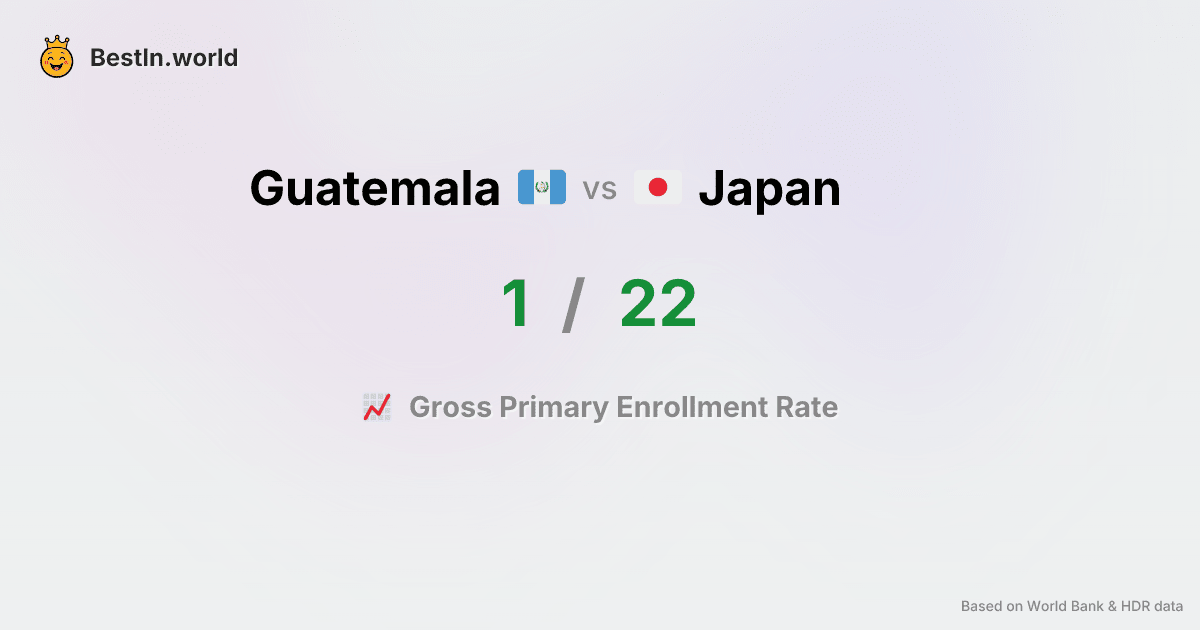 BestIn.world
Guatemala vs Japan
1 / 22
Gross Primary Enrollment Rate
Based on World Bank & HDR data